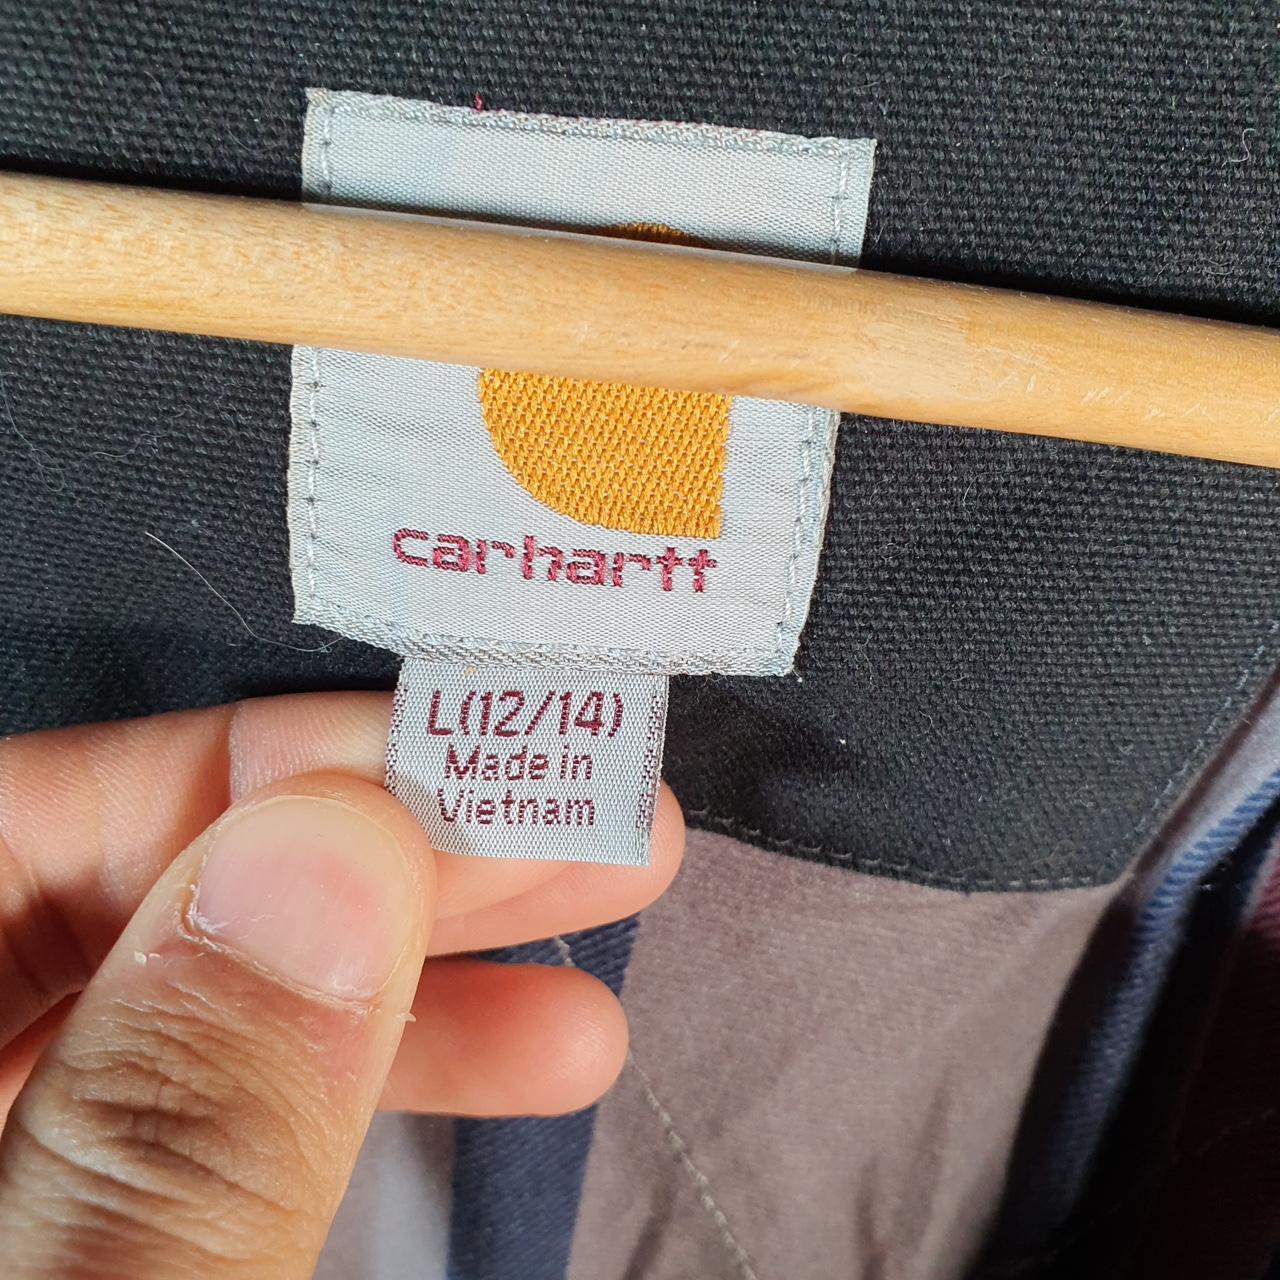 carhartt
L(12/14)
Made in
Vietnam